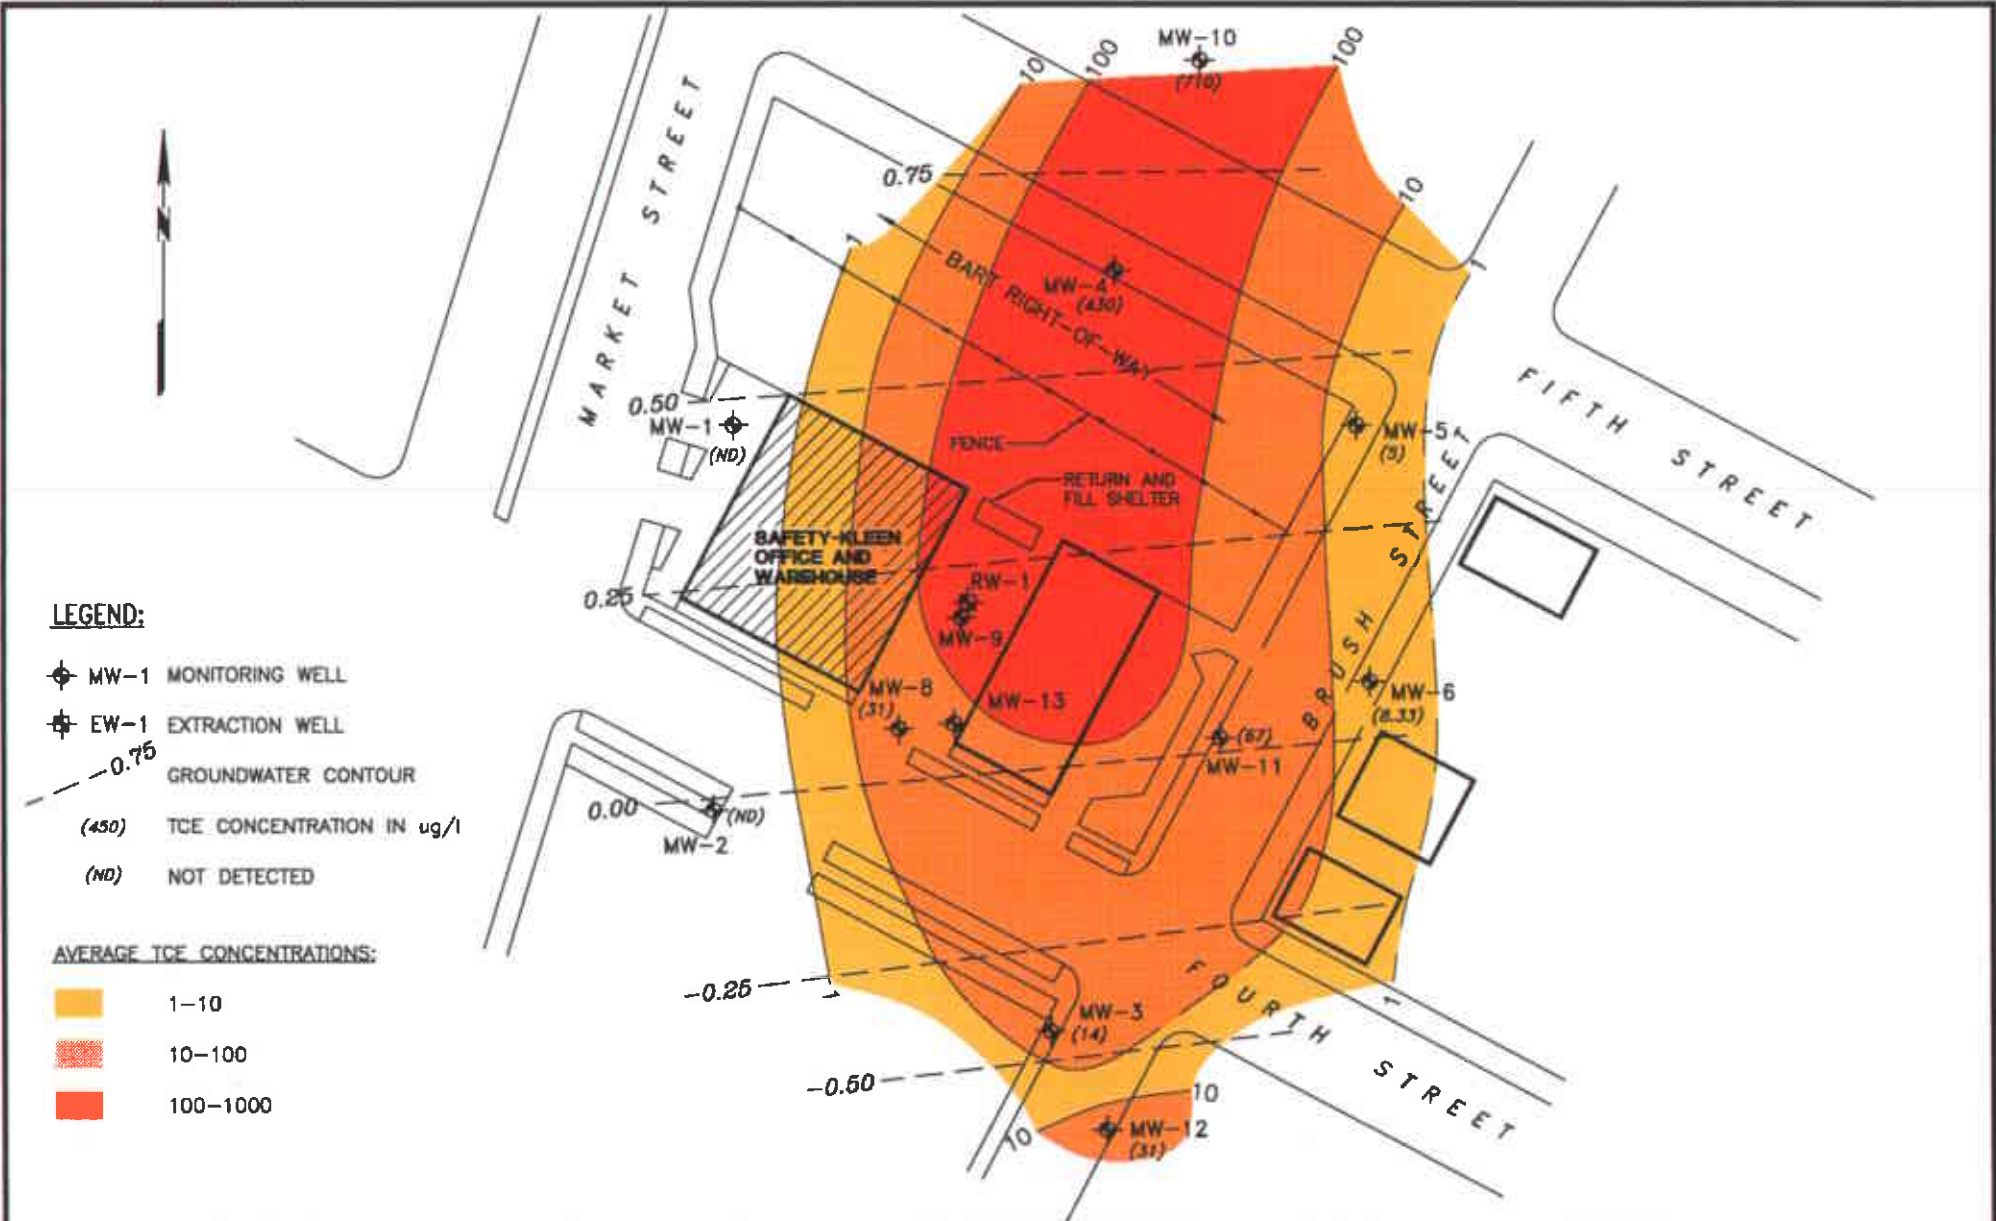 MW-10
(710)
10
100
100
10
1
1
N
MARKET STREET
0.75
BART RIGHT-OF-WAY
MW-4
(430)
0.50
MW-1
(ND)
FENCE
RETURN AND
FILL SHELTER
MW-5
(5)
FIFTH STREET
BRUSH STREET
SAFETY-KLEEN
OFFICE AND
WAREHOUSE
0.25
RW-1
MW-9
MW-8
(31)
MW-13
MW-6
(8.33)
(67)
MW-11
0.00
(ND)
MW-2
-0.25
1
1
FOURTH STREET
MW-3
(14)
-0.50
10
10
MW-12
(31)
LEGEND:
MW-1 MONITORING WELL
EW-1 EXTRACTION WELL
0.75 GROUNDWATER CONTOUR
(450) TCE CONCENTRATION IN ug/l
(ND) NOT DETECTED
AVERAGE TCE CONCENTRATIONS:
1-10
10-100
100-1000